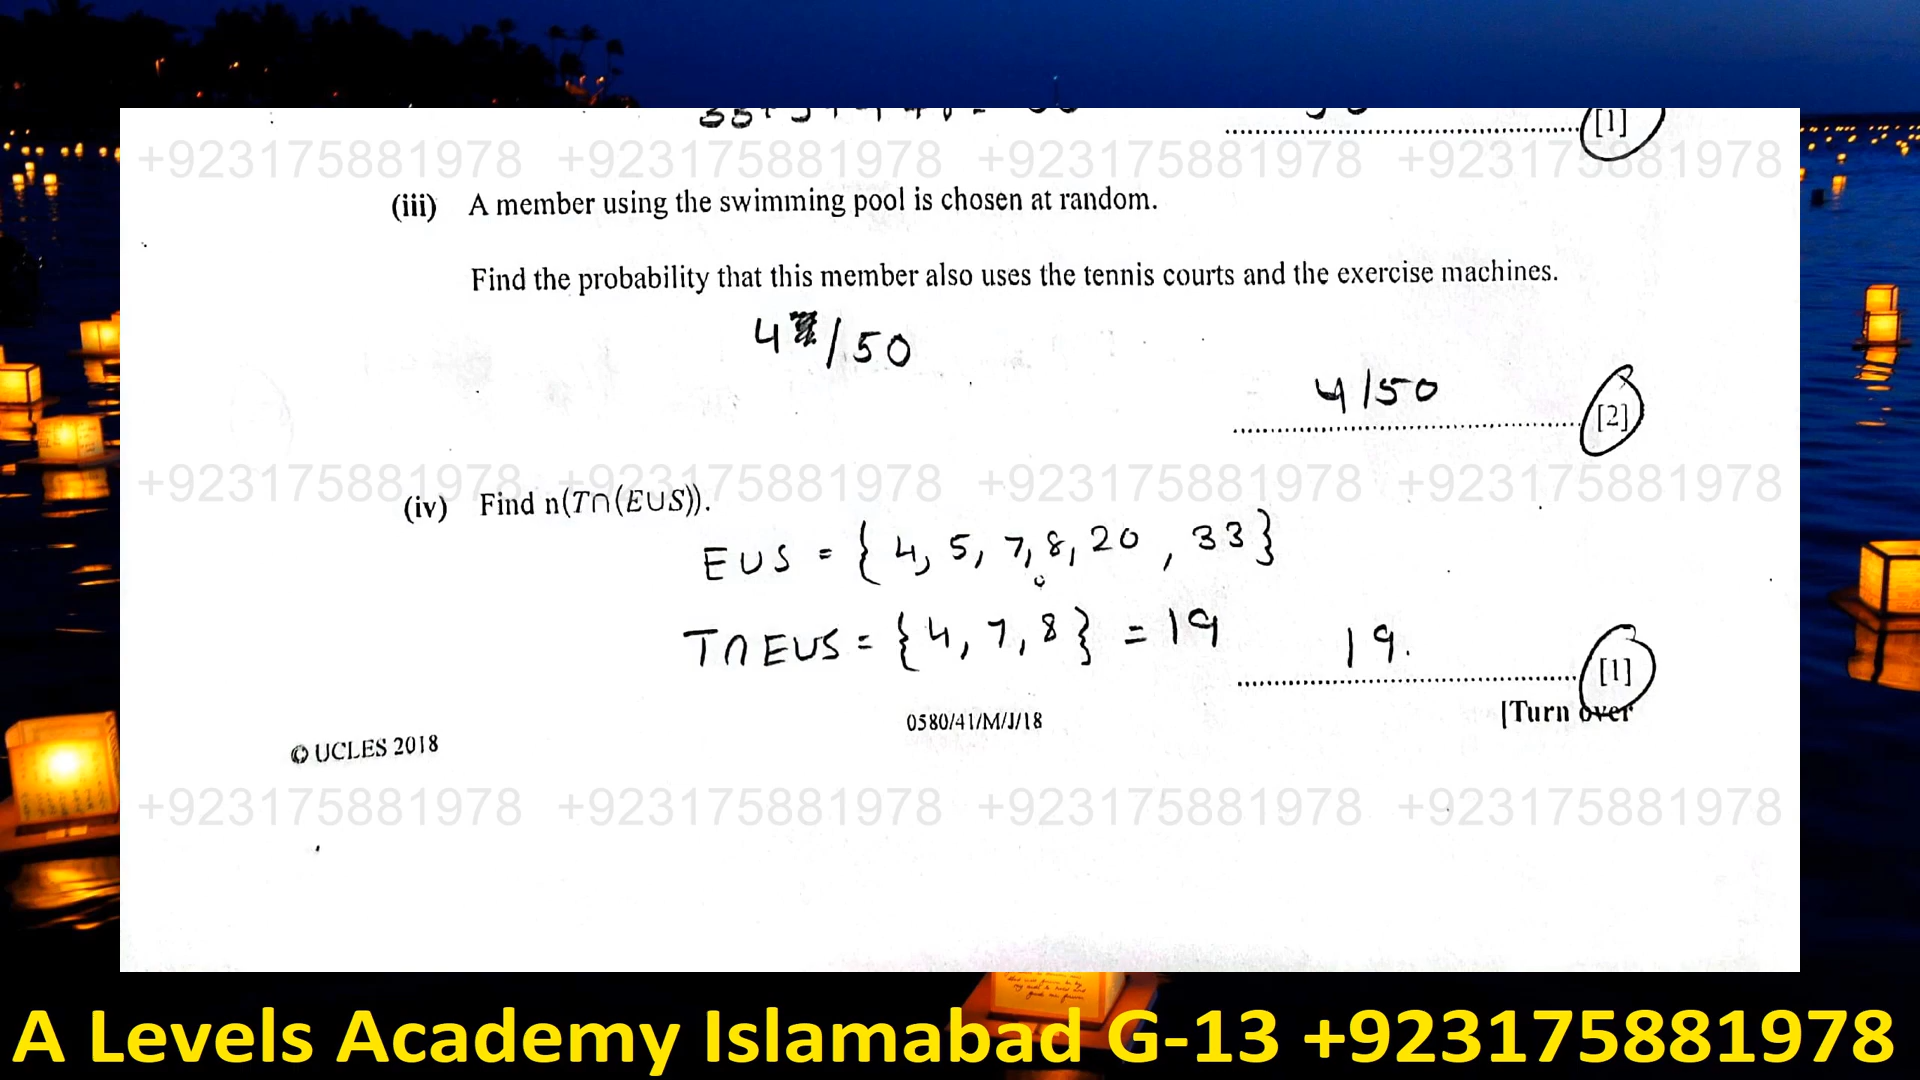 [1]
+923175881978 +923175881978 +923175881978 +923175881978
(iii) A member using the swimming pool is chosen at random.
Find the probability that this member also uses the tennis courts and the exercise machines.
4 /50
4/50
[2]
+923175881978 +923175881978 +923175881978 +923175881978
(iv) Find n(T∩(E∪S)).
E∪S = { 4, 5, 7, 8, 20 , 33 }
T∩E∪S = { 4, 7, 8 } = 19
19.
[1]
[Turn over
0580/41/M/J/18
© UCLES 2018
+923175881978 +923175881978 +923175881978 +923175881978
A Levels Academy Islamabad G-13 +923175881978